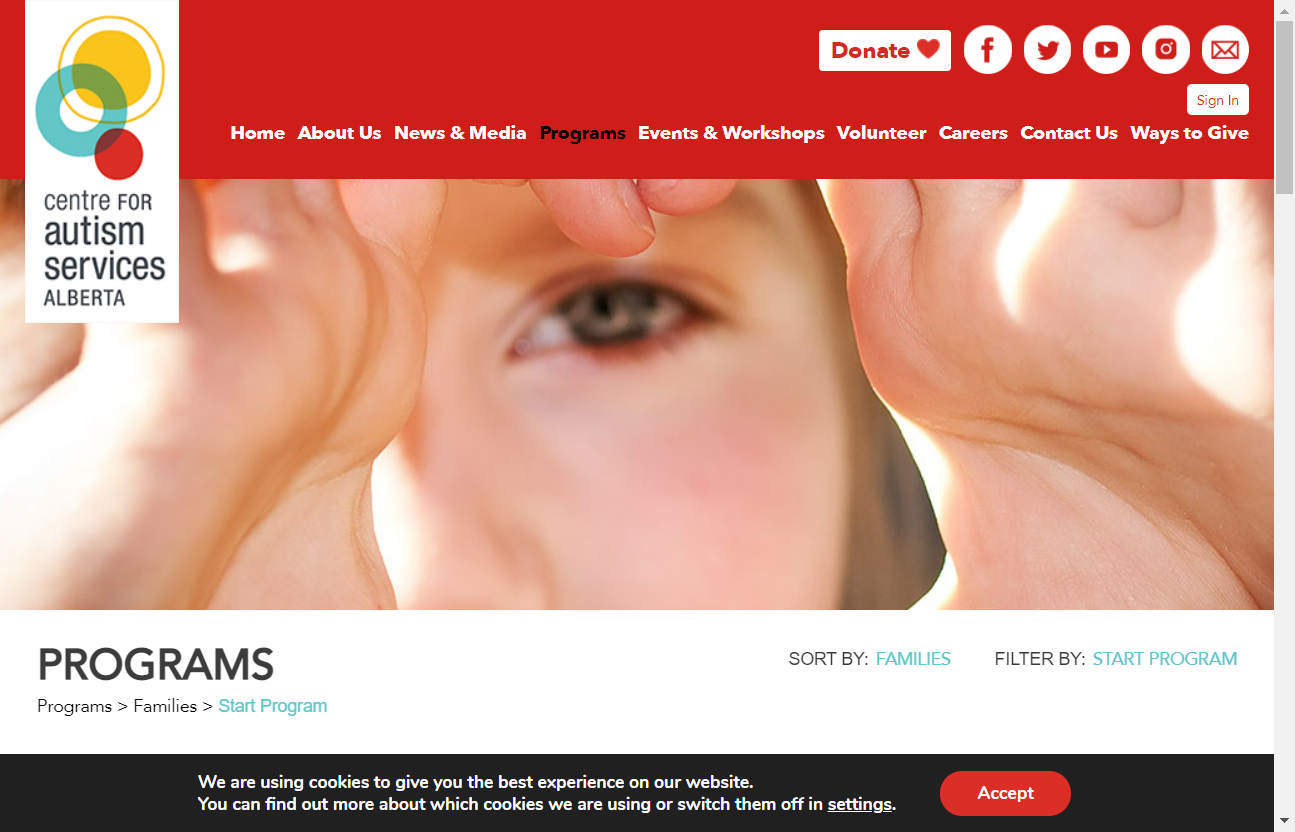 Donate
Sign In
Home About Us News & Media Programs Events & Workshops Volunteer Careers Contact Us Ways to Give
centre FOR
autism
services
ALBERTA
PROGRAMS
SORT BY: FAMILIES FILTER BY: START PROGRAM
Programs > Families > Start Program
We are using cookies to give you the best experience on our website.
You can find out more about which cookies we are using or switch them off in settings.
Accept